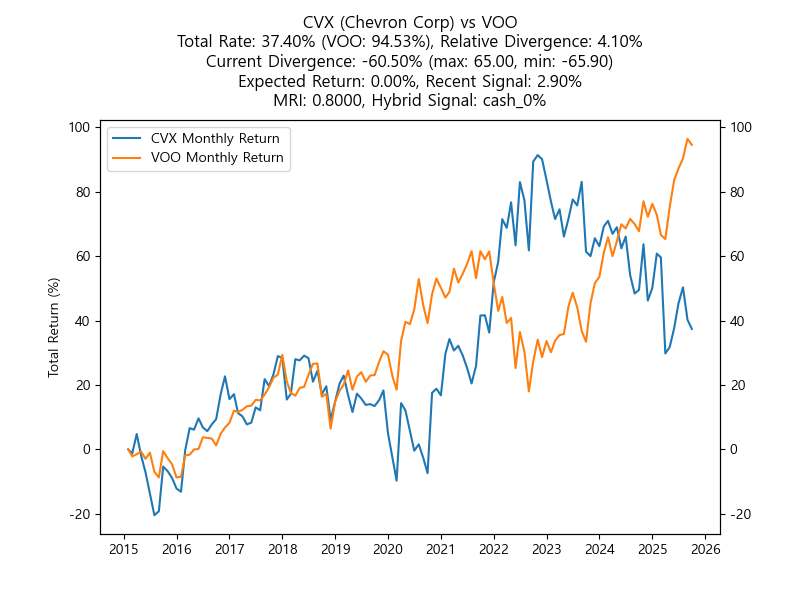 CVX (Chevron Corp) vs VOO
Total Rate: 37.40% (VOO: 94.53%), Relative Divergence: 4.10%
Current Divergence: -60.50% (max: 65.00, min: -65.90)
Expected Return: 0.00%, Recent Signal: 2.90%
MRI: 0.8000, Hybrid Signal: cash_0%
CVX Monthly Return
VOO Monthly Return
Total Return (%)
100
80
60
40
20
0
-20
100
80
60
40
20
0
-20
2015 2016 2017 2018 2019 2020 2021 2022 2023 2024 2025 2026